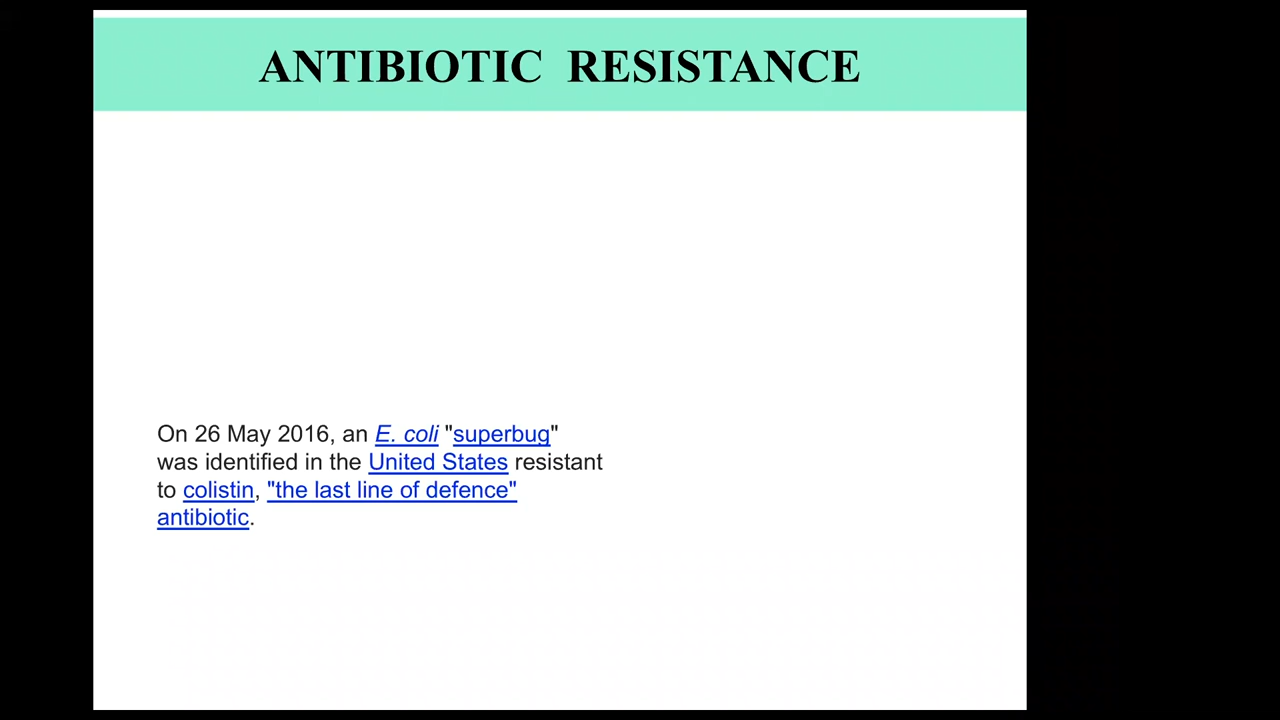 ANTIBIOTIC RESISTANCE
On 26 May 2016, an E. coli "superbug"
was identified in the United States resistant
to colistin, "the last line of defence"
antibiotic.